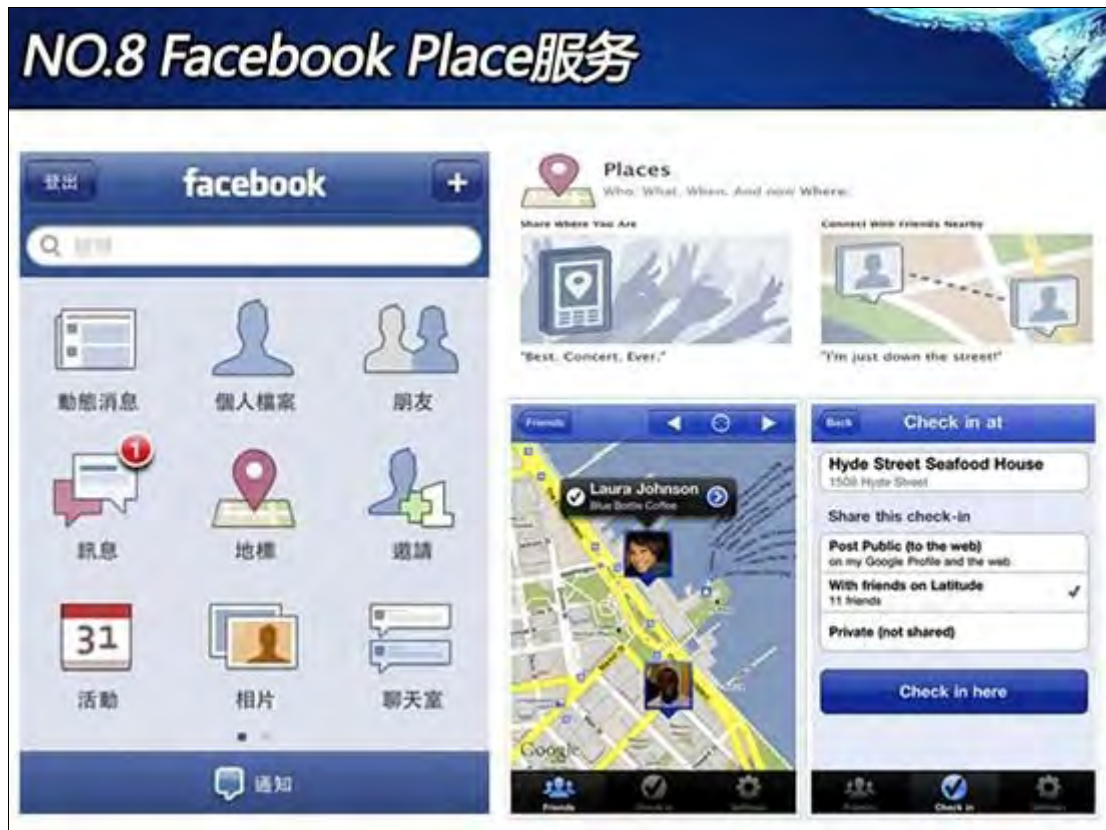 NO.8 Facebook Place服务
登出
facebook
+
動態消息
個人檔案
朋友
1
訊息
地標
邀請
31
活動
相片
聊天室
通知
Places
Who. What. When. And now Where.
Share Where You Are
Connect With Friends Nearby
"Best. Concert. Ever."
"I'm just down the street!"
Friends
Laura Johnson
Blue Bottle Coffee
Google
Friends
Check in
Settings
Back
Check in at
Hyde Street Seafood House
1509 Hyde Street
Share this check-in
Post Public (to the web)
on my Google Profile and the web
With friends on Latitude
11 friends
Private (not shared)
Check in here
Friends
Check in
Settings